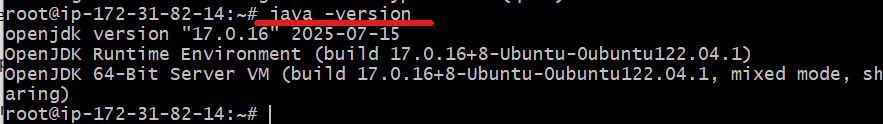 root@ip-172-31-82-14:~# java -version
openjdk version "17.0.16" 2025-07-15
OpenJDK Runtime Environment (build 17.0.16+8-Ubuntu-0ubuntu122.04.1)
OpenJDK 64-Bit Server VM (build 17.0.16+8-Ubuntu-0ubuntu122.04.1, mixed mode, sh
aring)
root@ip-172-31-82-14:~#